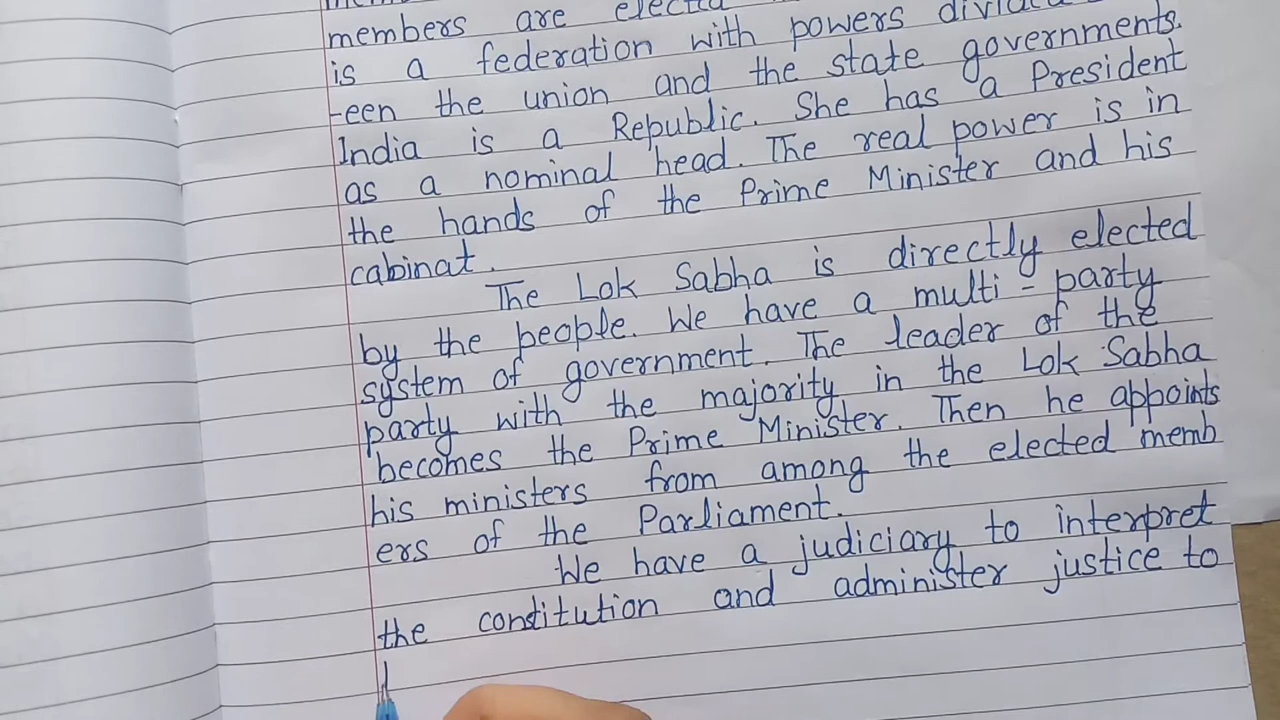 members are elected
is a federation with powers divided
-een the union and the state governments.
India is a Republic. She has a President
as a nominal head. The real power is in
the hands of the Prime Minister and his
cabinat.
The Lok Sabha is directly elected
by the people. We have a multi-party
system of government. The leader of the
party with the majority in the Lok Sabha
becomes the Prime Minister. Then he appoints
his ministers from among the elected memb
ers of the Parliament.
We have a judiciary to interpret
the constitution and administer justice to